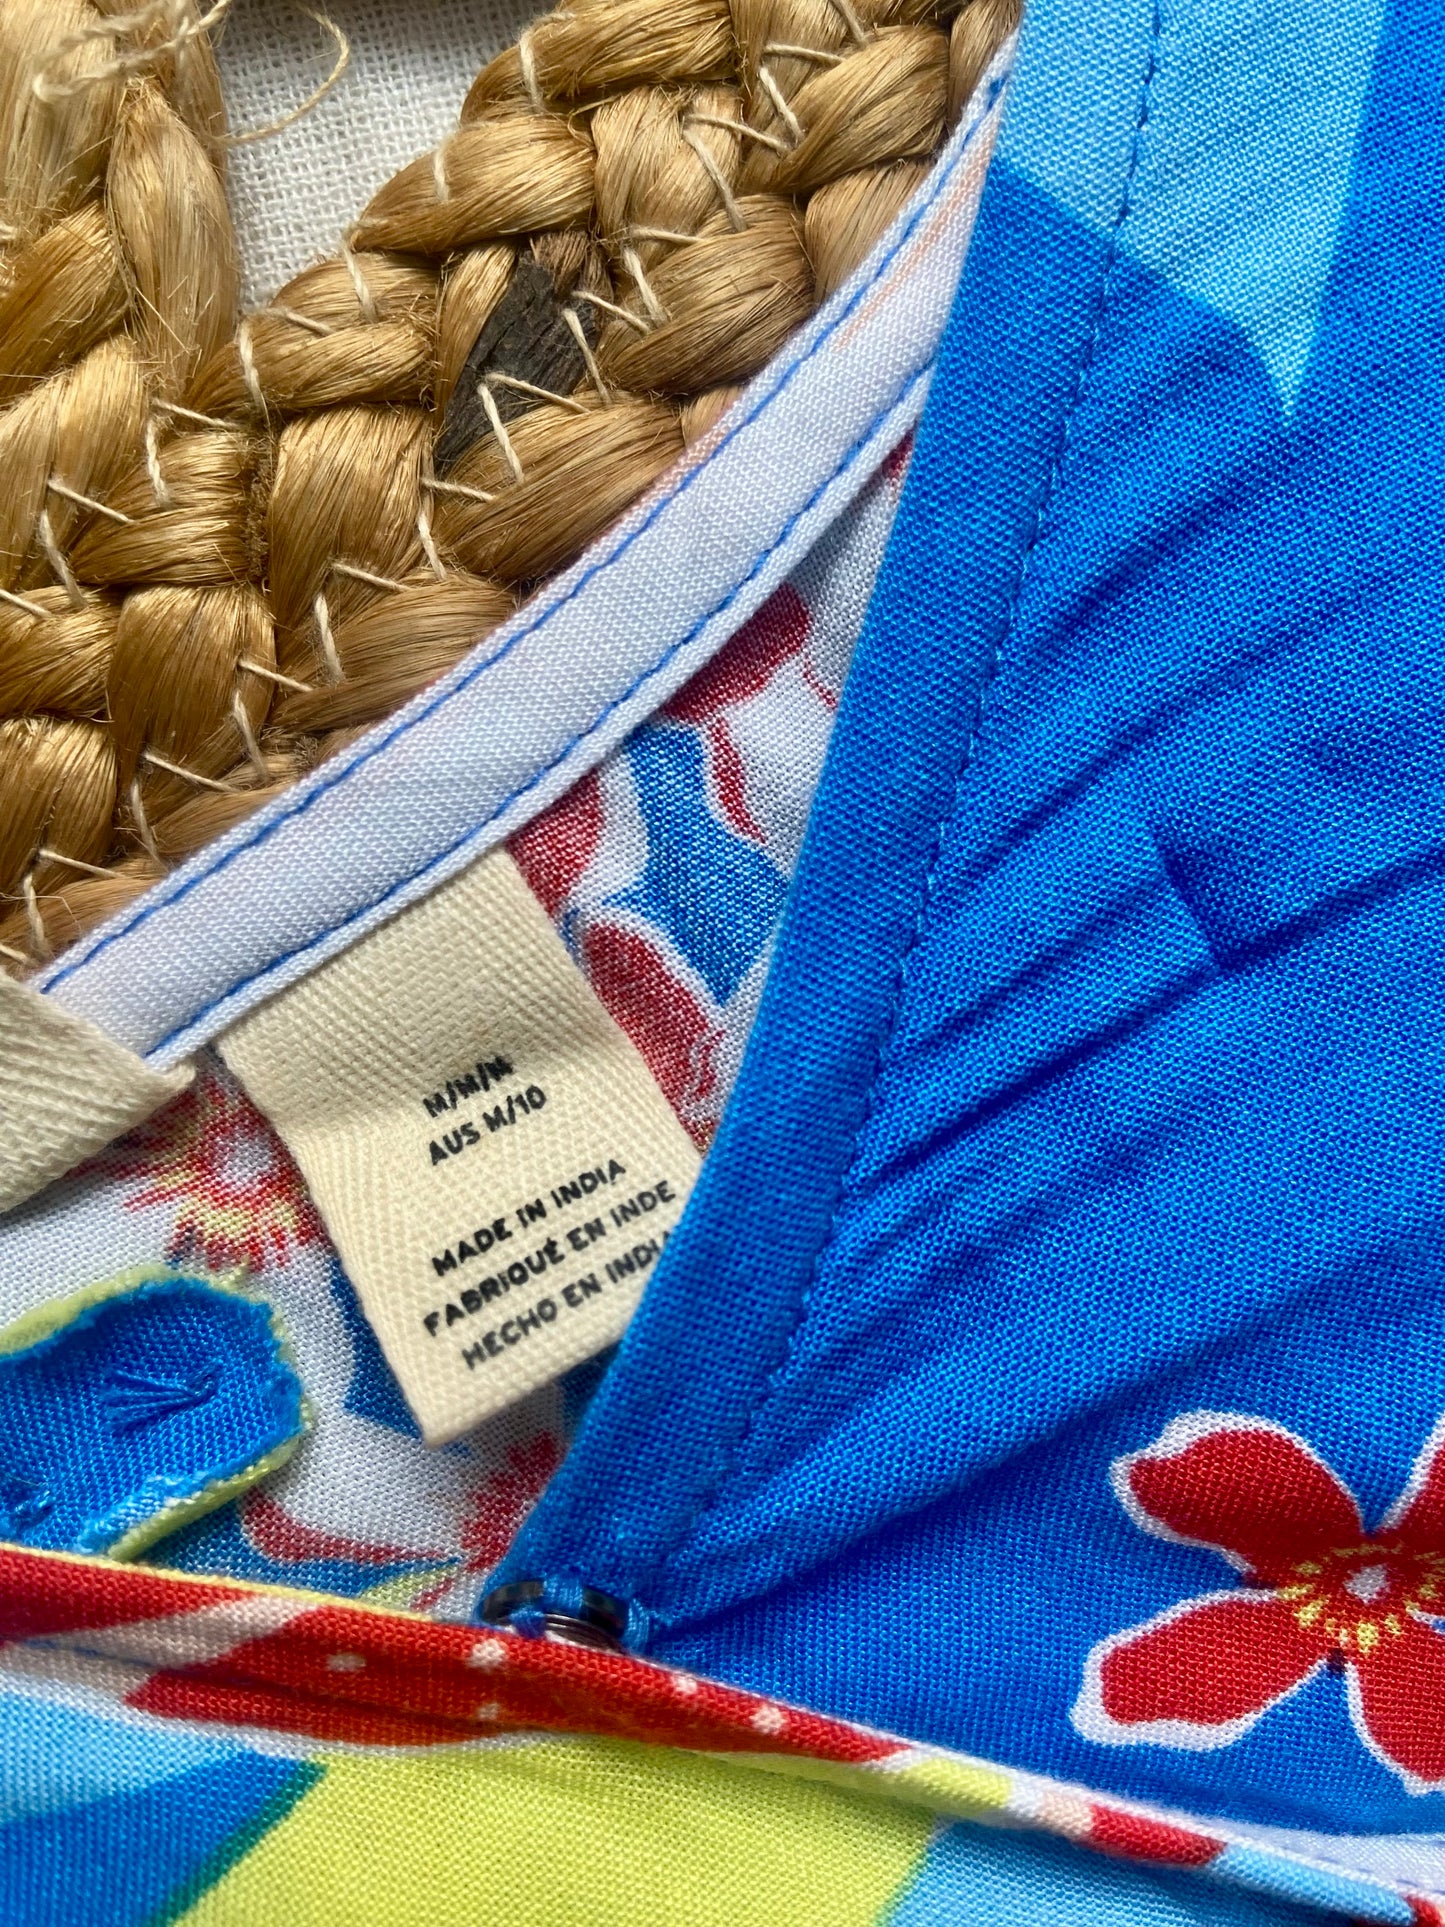 M/M/M
AUS M/10
MADE IN INDIA
FABRIQUÉ EN INDE
HECHO EN INDIA